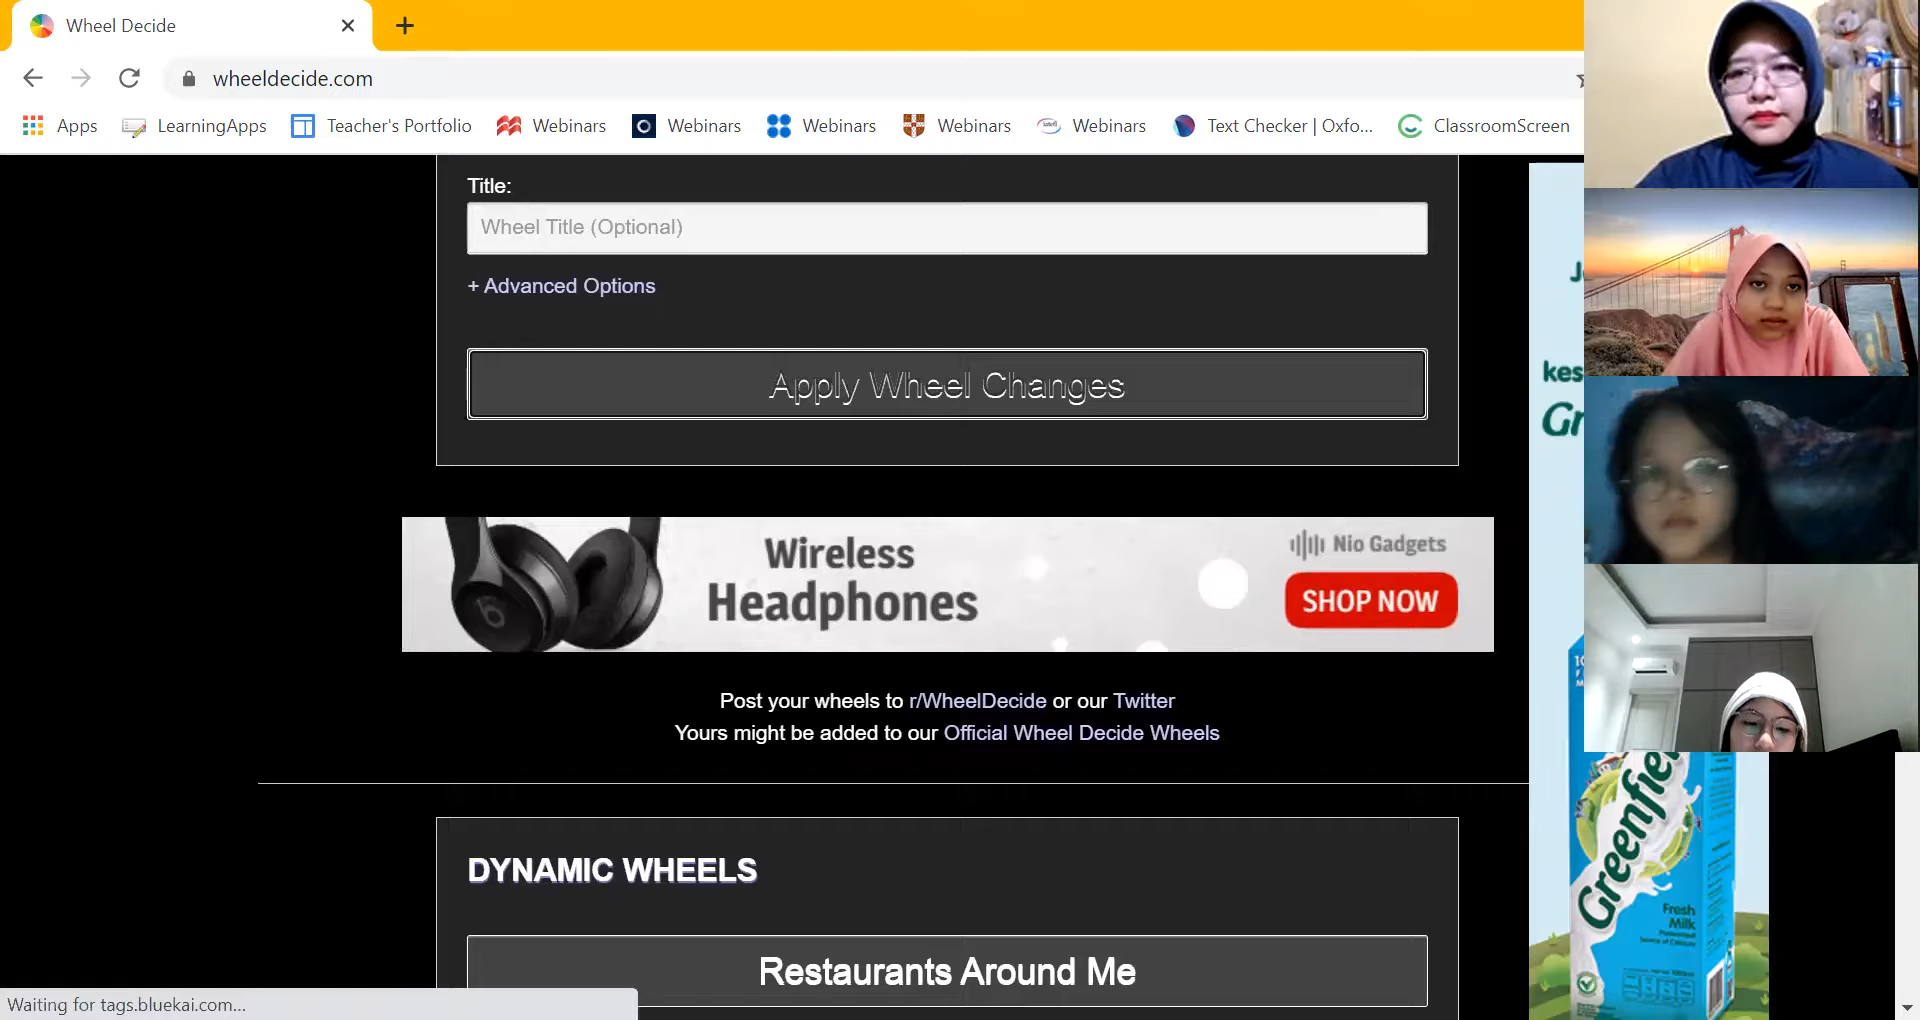 Wheel Decide
wheeldecide.com
Apps LearningApps Teacher's Portfolio Webinars Webinars Webinars Webinars Webinars Text Checker | Oxfo... ClassroomScreen
Title:
Wheel Title (Optional)
+ Advanced Options
Apply Wheel Changes
Wireless
Headphones
Nio Gadgets
SHOP NOW
kes
Gr
Post your wheels to r/WheelDecide or our Twitter
Yours might be added to our Official Wheel Decide Wheels
DYNAMIC WHEELS
Restaurants Around Me
Greenfie
Fresh
Milk
Waiting for tags.bluekai.com...